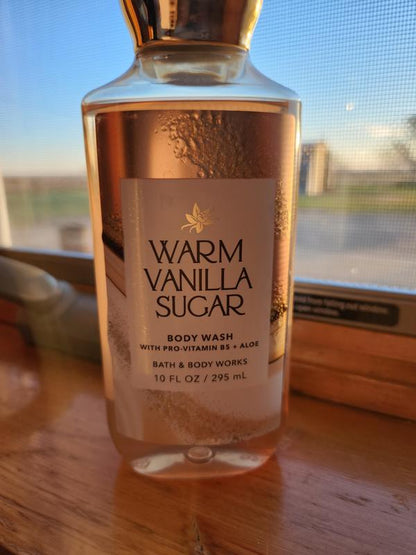 WARM
VANILLA
SUGAR
BODY WASH
WITH PRO-VITAMIN B5 + ALOE
BATH & BODY WORKS
10 FL OZ / 295 mL